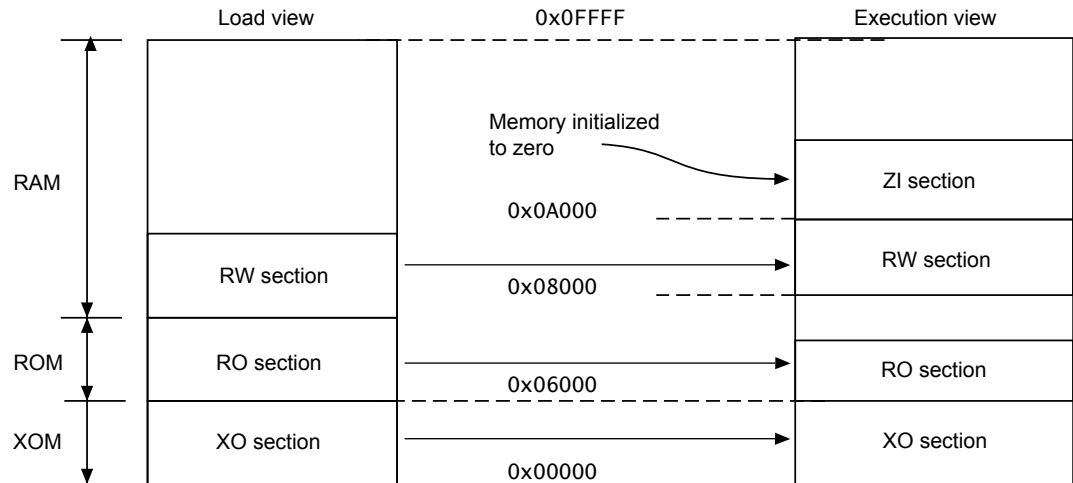 Load view
0x0FFFF
Execution view
Memory initialized
to zero
RAM
ZI section
0x0A000
RW section
RW section
0x08000
ROM
RO section
RO section
0x06000
XOM
XO section
XO section
0x00000